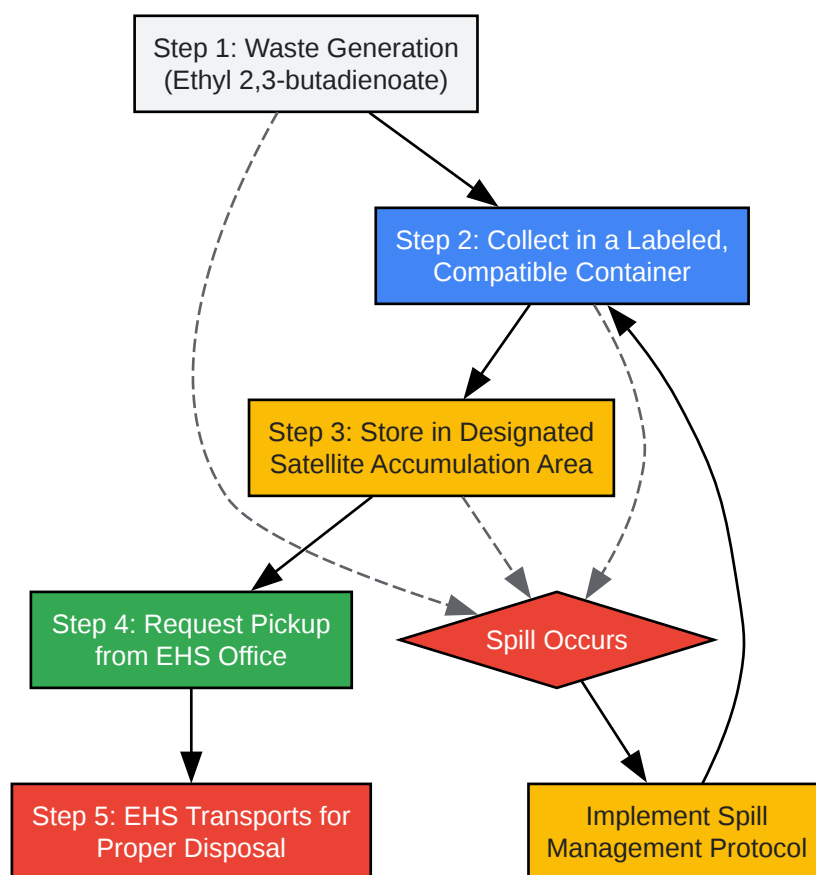 Step 1: Waste Generation
(Ethyl 2,3-butadienoate)
Step 2: Collect in a Labeled,
Compatible Container
Step 3: Store in Designated
Satellite Accumulation Area
Step 4: Request Pickup
from EHS Office
Spill Occurs
Step 5: EHS Transports for
Proper Disposal
Implement Spill
Management Protocol